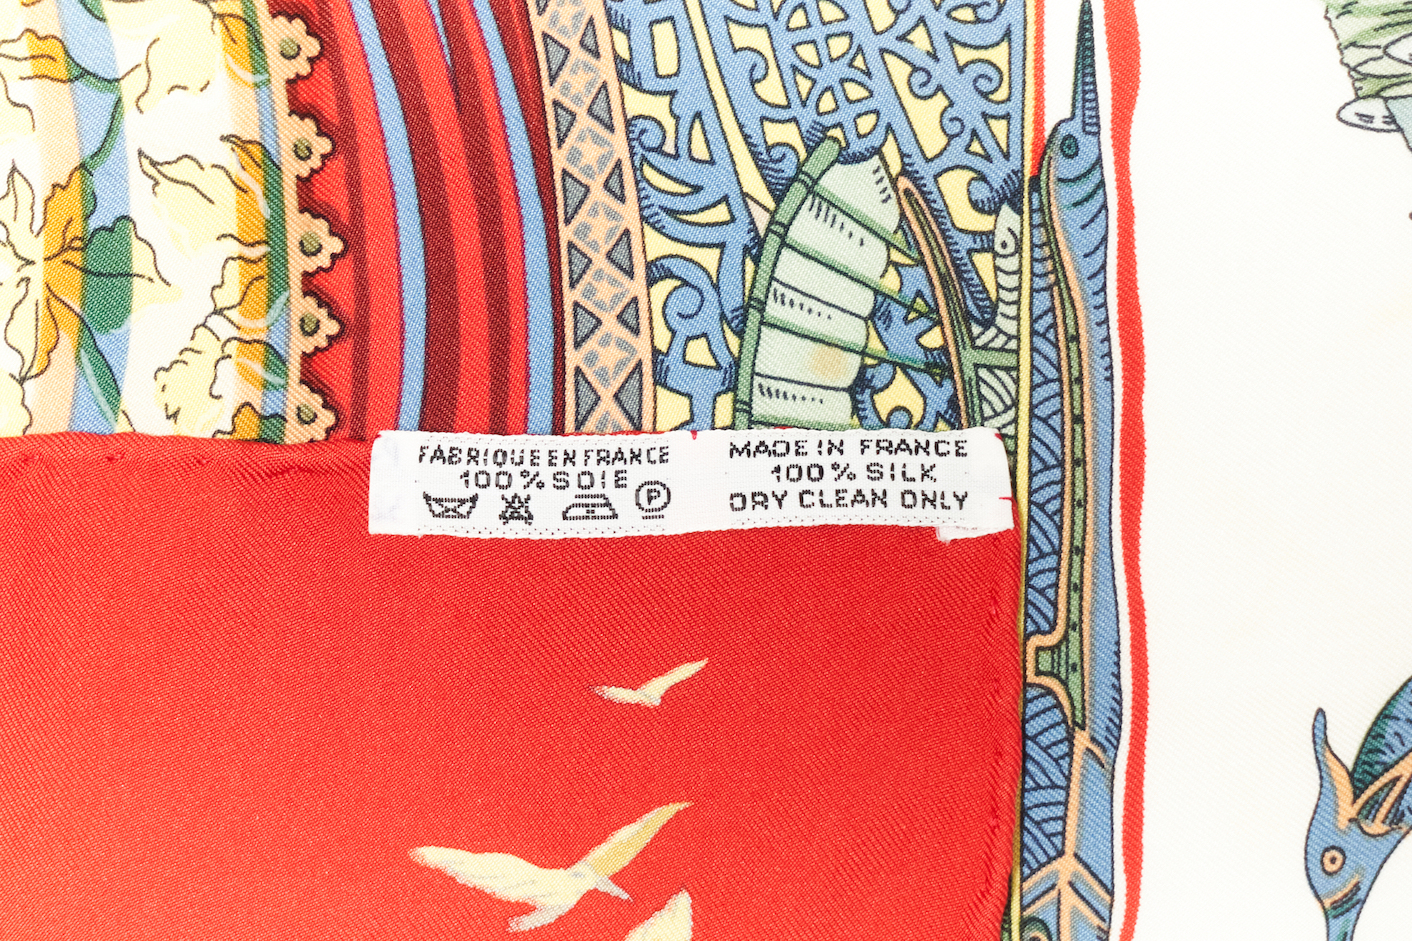 FABRIQUE EN FRANCE
100% SOIE
P
MADE IN FRANCE
100% SILK
DRY CLEAN ONLY